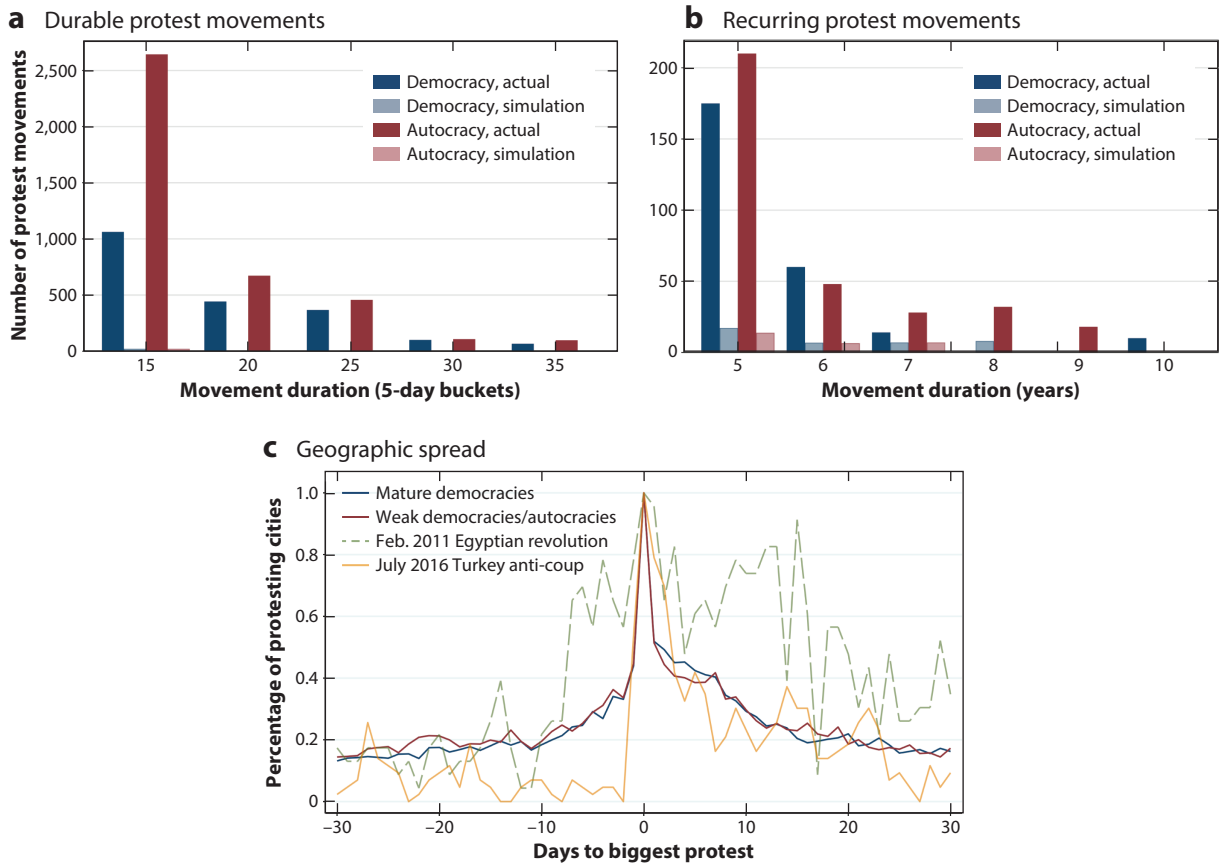 a Durable protest movements
Number of protest movements
2,500
2,000
1,500
1,000
500
0
Democracy, actual
Democracy, simulation
Autocracy, actual
Autocracy, simulation
15 20 25 30 35
Movement duration (5-day buckets)
b Recurring protest movements
200
150
100
50
0
Democracy, actual
Democracy, simulation
Autocracy, actual
Autocracy, simulation
5 6 7 8 9 10
Movement duration (years)
c Geographic spread
Percentage of protesting cities
1.0
0.8
0.6
0.4
0.2
0
Mature democracies
Weak democracies/autocracies
Feb. 2011 Egyptian revolution
July 2016 Turkey anti-coup
−30 −20 −10 0 10 20 30
Days to biggest protest